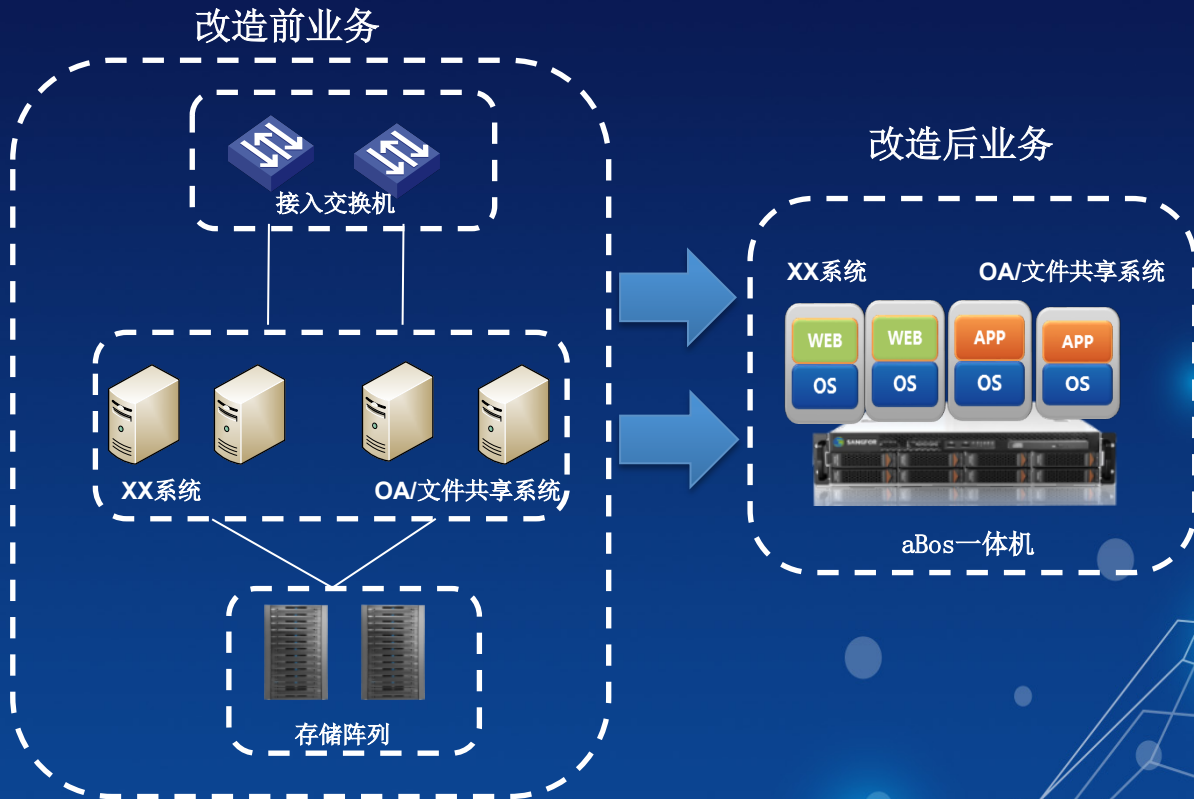 改造前业务
接入交换机
XX系统
OA/文件共享系统
存储阵列
改造后业务
XX系统
OA/文件共享系统
WEB
WEB
APP
APP
OS
OS
OS
OS
SANGFOR
aBos一体机